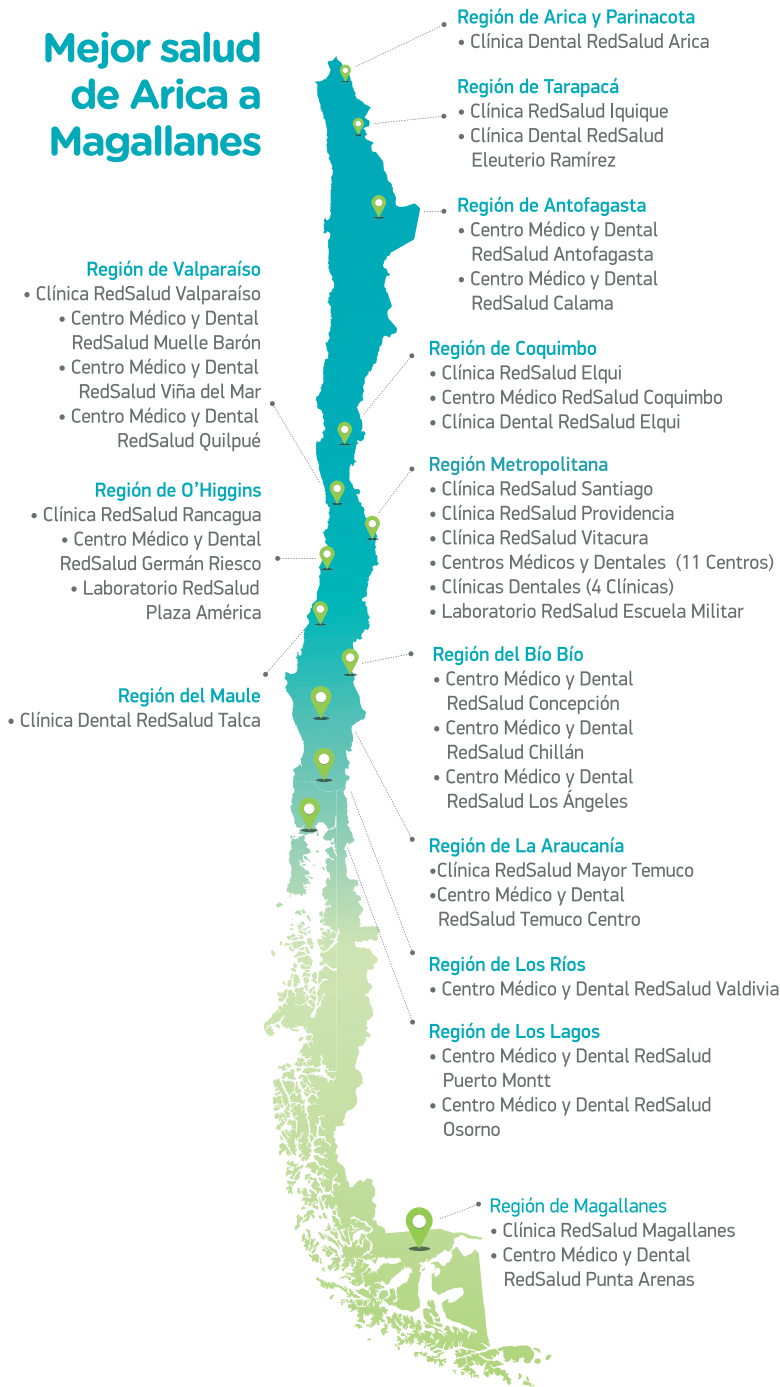 Mejor salud
de Arica a
Magallanes
Región de Arica y Parinacota
• Clínica Dental RedSalud Arica
Región de Tarapacá
• Clínica RedSalud Iquique
• Clínica Dental RedSalud
Eleuterio Ramírez
Región de Antofagasta
• Centro Médico y Dental
RedSalud Antofagasta
• Centro Médico y Dental
RedSalud Calama
Región de Valparaíso
• Clínica RedSalud Valparaíso
• Centro Médico y Dental
RedSalud Muelle Barón
• Centro Médico y Dental
RedSalud Viña del Mar
• Centro Médico y Dental
RedSalud Quilpué
Región de Coquimbo
• Clínica RedSalud Elqui
• Centro Médico RedSalud Coquimbo
• Clínica Dental RedSalud Elqui
Región de O’Higgins
• Clínica RedSalud Rancagua
• Centro Médico y Dental
RedSalud Germán Riesco
• Laboratorio RedSalud
Plaza América
Región Metropolitana
• Clínica RedSalud Santiago
• Clínica RedSalud Providencia
• Clínica RedSalud Vitacura
• Centros Médicos y Dentales (11 Centros)
• Clínicas Dentales (4 Clínicas)
• Laboratorio RedSalud Escuela Militar
Región del Maule
• Clínica Dental RedSalud Talca
Región del Bío Bío
• Centro Médico y Dental
RedSalud Concepción
• Centro Médico y Dental
RedSalud Chillán
• Centro Médico y Dental
RedSalud Los Ángeles
Región de La Araucanía
•Clínica RedSalud Mayor Temuco
•Centro Médico y Dental
RedSalud Temuco Centro
Región de Los Ríos
• Centro Médico y Dental RedSalud Valdivia
Región de Los Lagos
• Centro Médico y Dental RedSalud
Puerto Montt
• Centro Médico y Dental RedSalud
Osorno
Región de Magallanes
• Clínica RedSalud Magallanes
• Centro Médico y Dental
RedSalud Punta Arenas